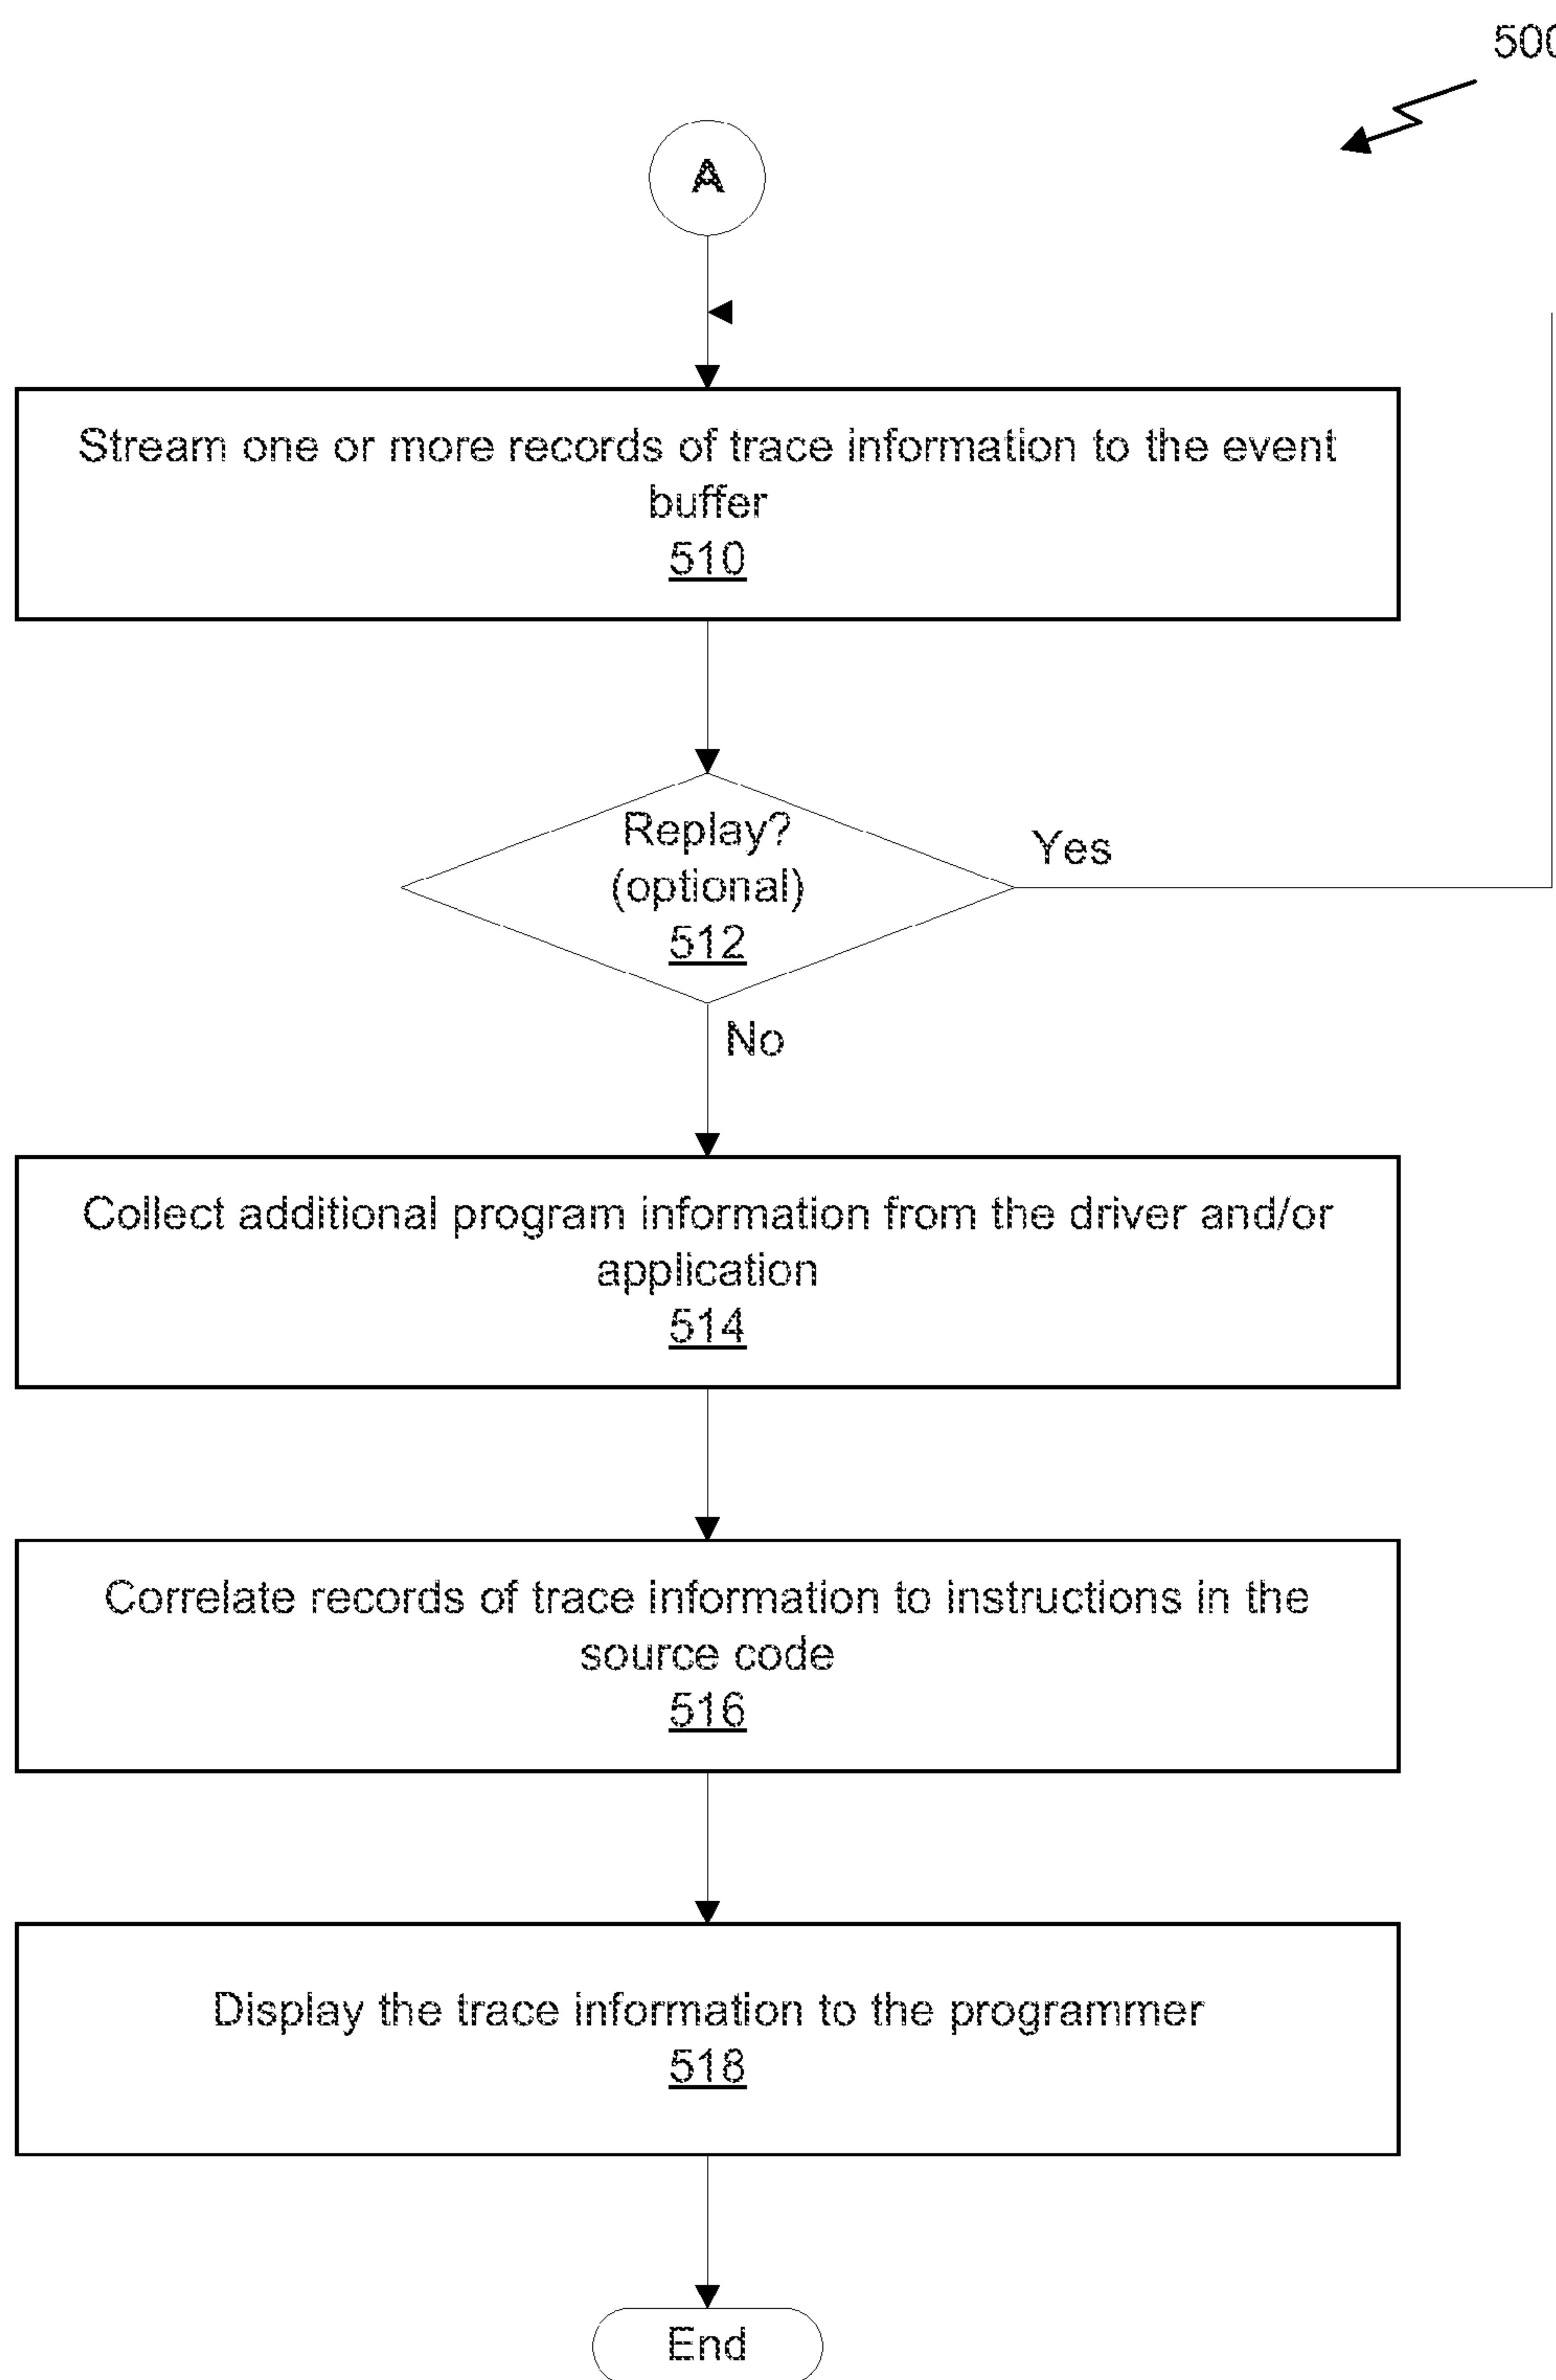 500
A
Stream one or more records of trace information to the event
buffer
510
Replay?
(optional)
512
Yes
No
Collect additional program information from the driver and/or
application
514
Correlate records of trace information to instructions in the
source code
516
Display the trace information to the programmer
518
End